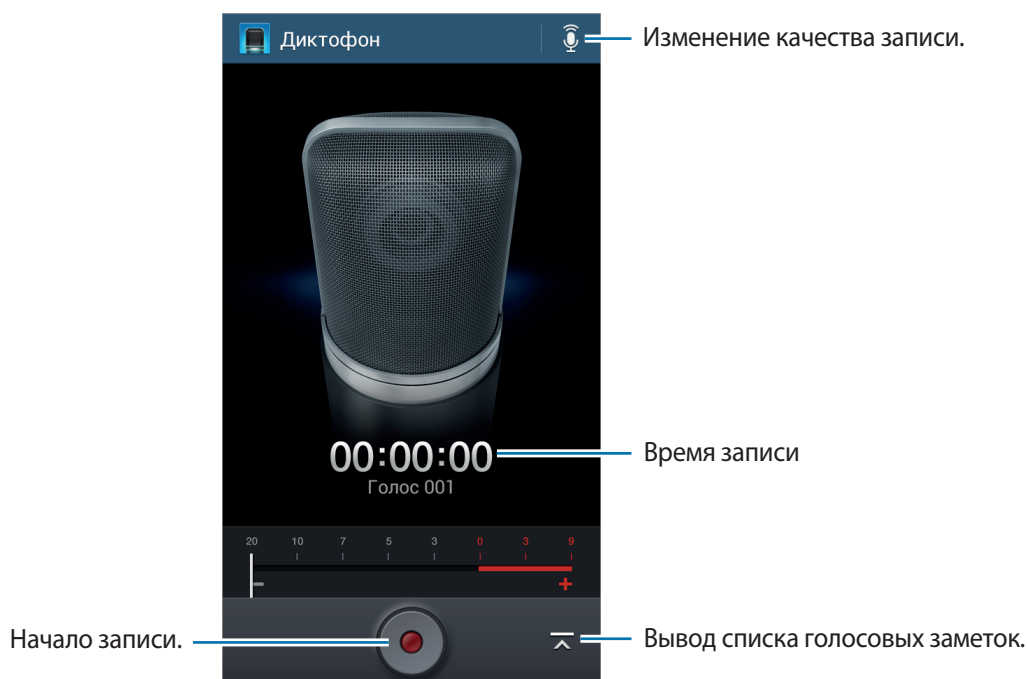 Диктофон
Изменение качества записи.
00:00:00
Время записи
Голос 001
20 10 7 5 3 0 3 9
- +
Начало записи.
Вывод списка голосовых заметок.